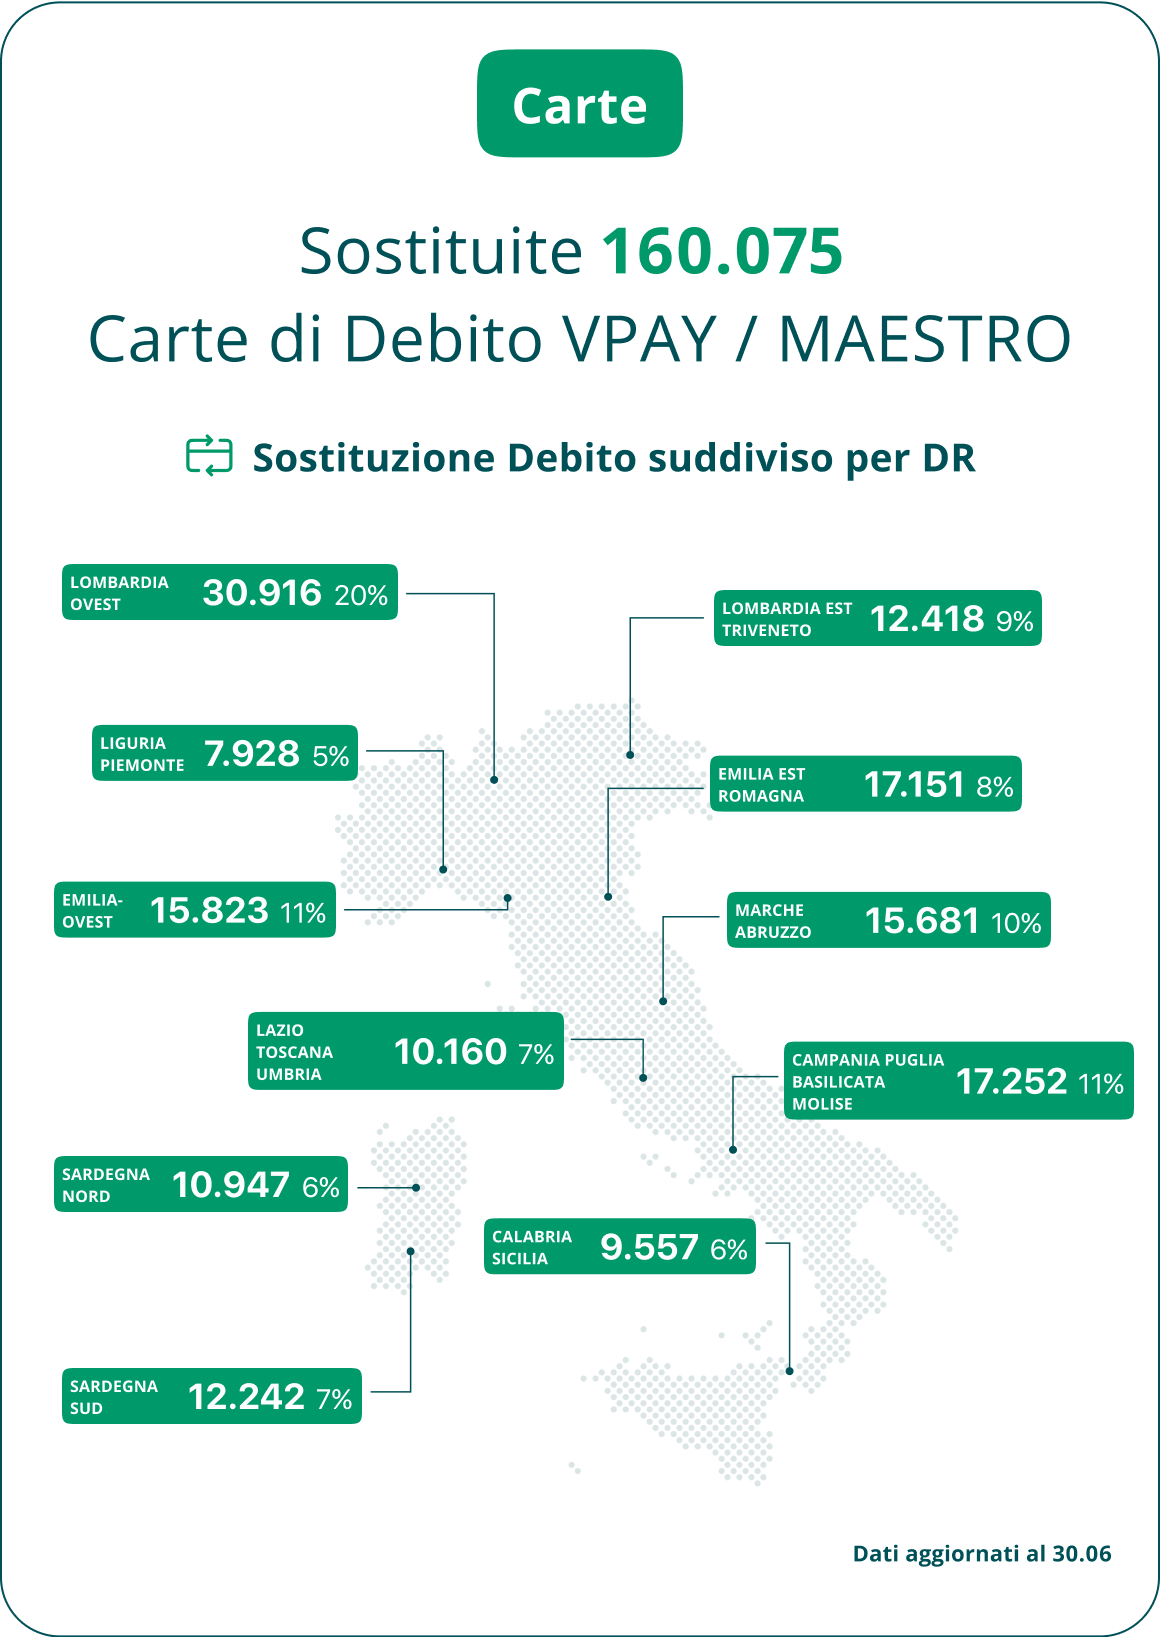 Carte
Sostituite 160.075
Carte di Debito VPAY / MAESTRO
Sostituzione Debito suddiviso per DR
LOMBARDIA
OVEST
30.916 20%
LOMBARDIA EST
TRIVENETO
12.418 9%
LIGURIA
PIEMONTE
7.928 5%
EMILIA EST
ROMAGNA
17.151 8%
EMILIA-
OVEST
15.823 11%
MARCHE
ABRUZZO
15.681 10%
LAZIO
TOSCANA
UMBRIA
10.160 7%
CAMPANIA PUGLIA
BASILICATA
MOLISE
17.252 11%
SARDEGNA
NORD
10.947 6%
CALABRIA
SICILIA
9.557 6%
SARDEGNA
SUD
12.242 7%
Dati aggiornati al 30.06